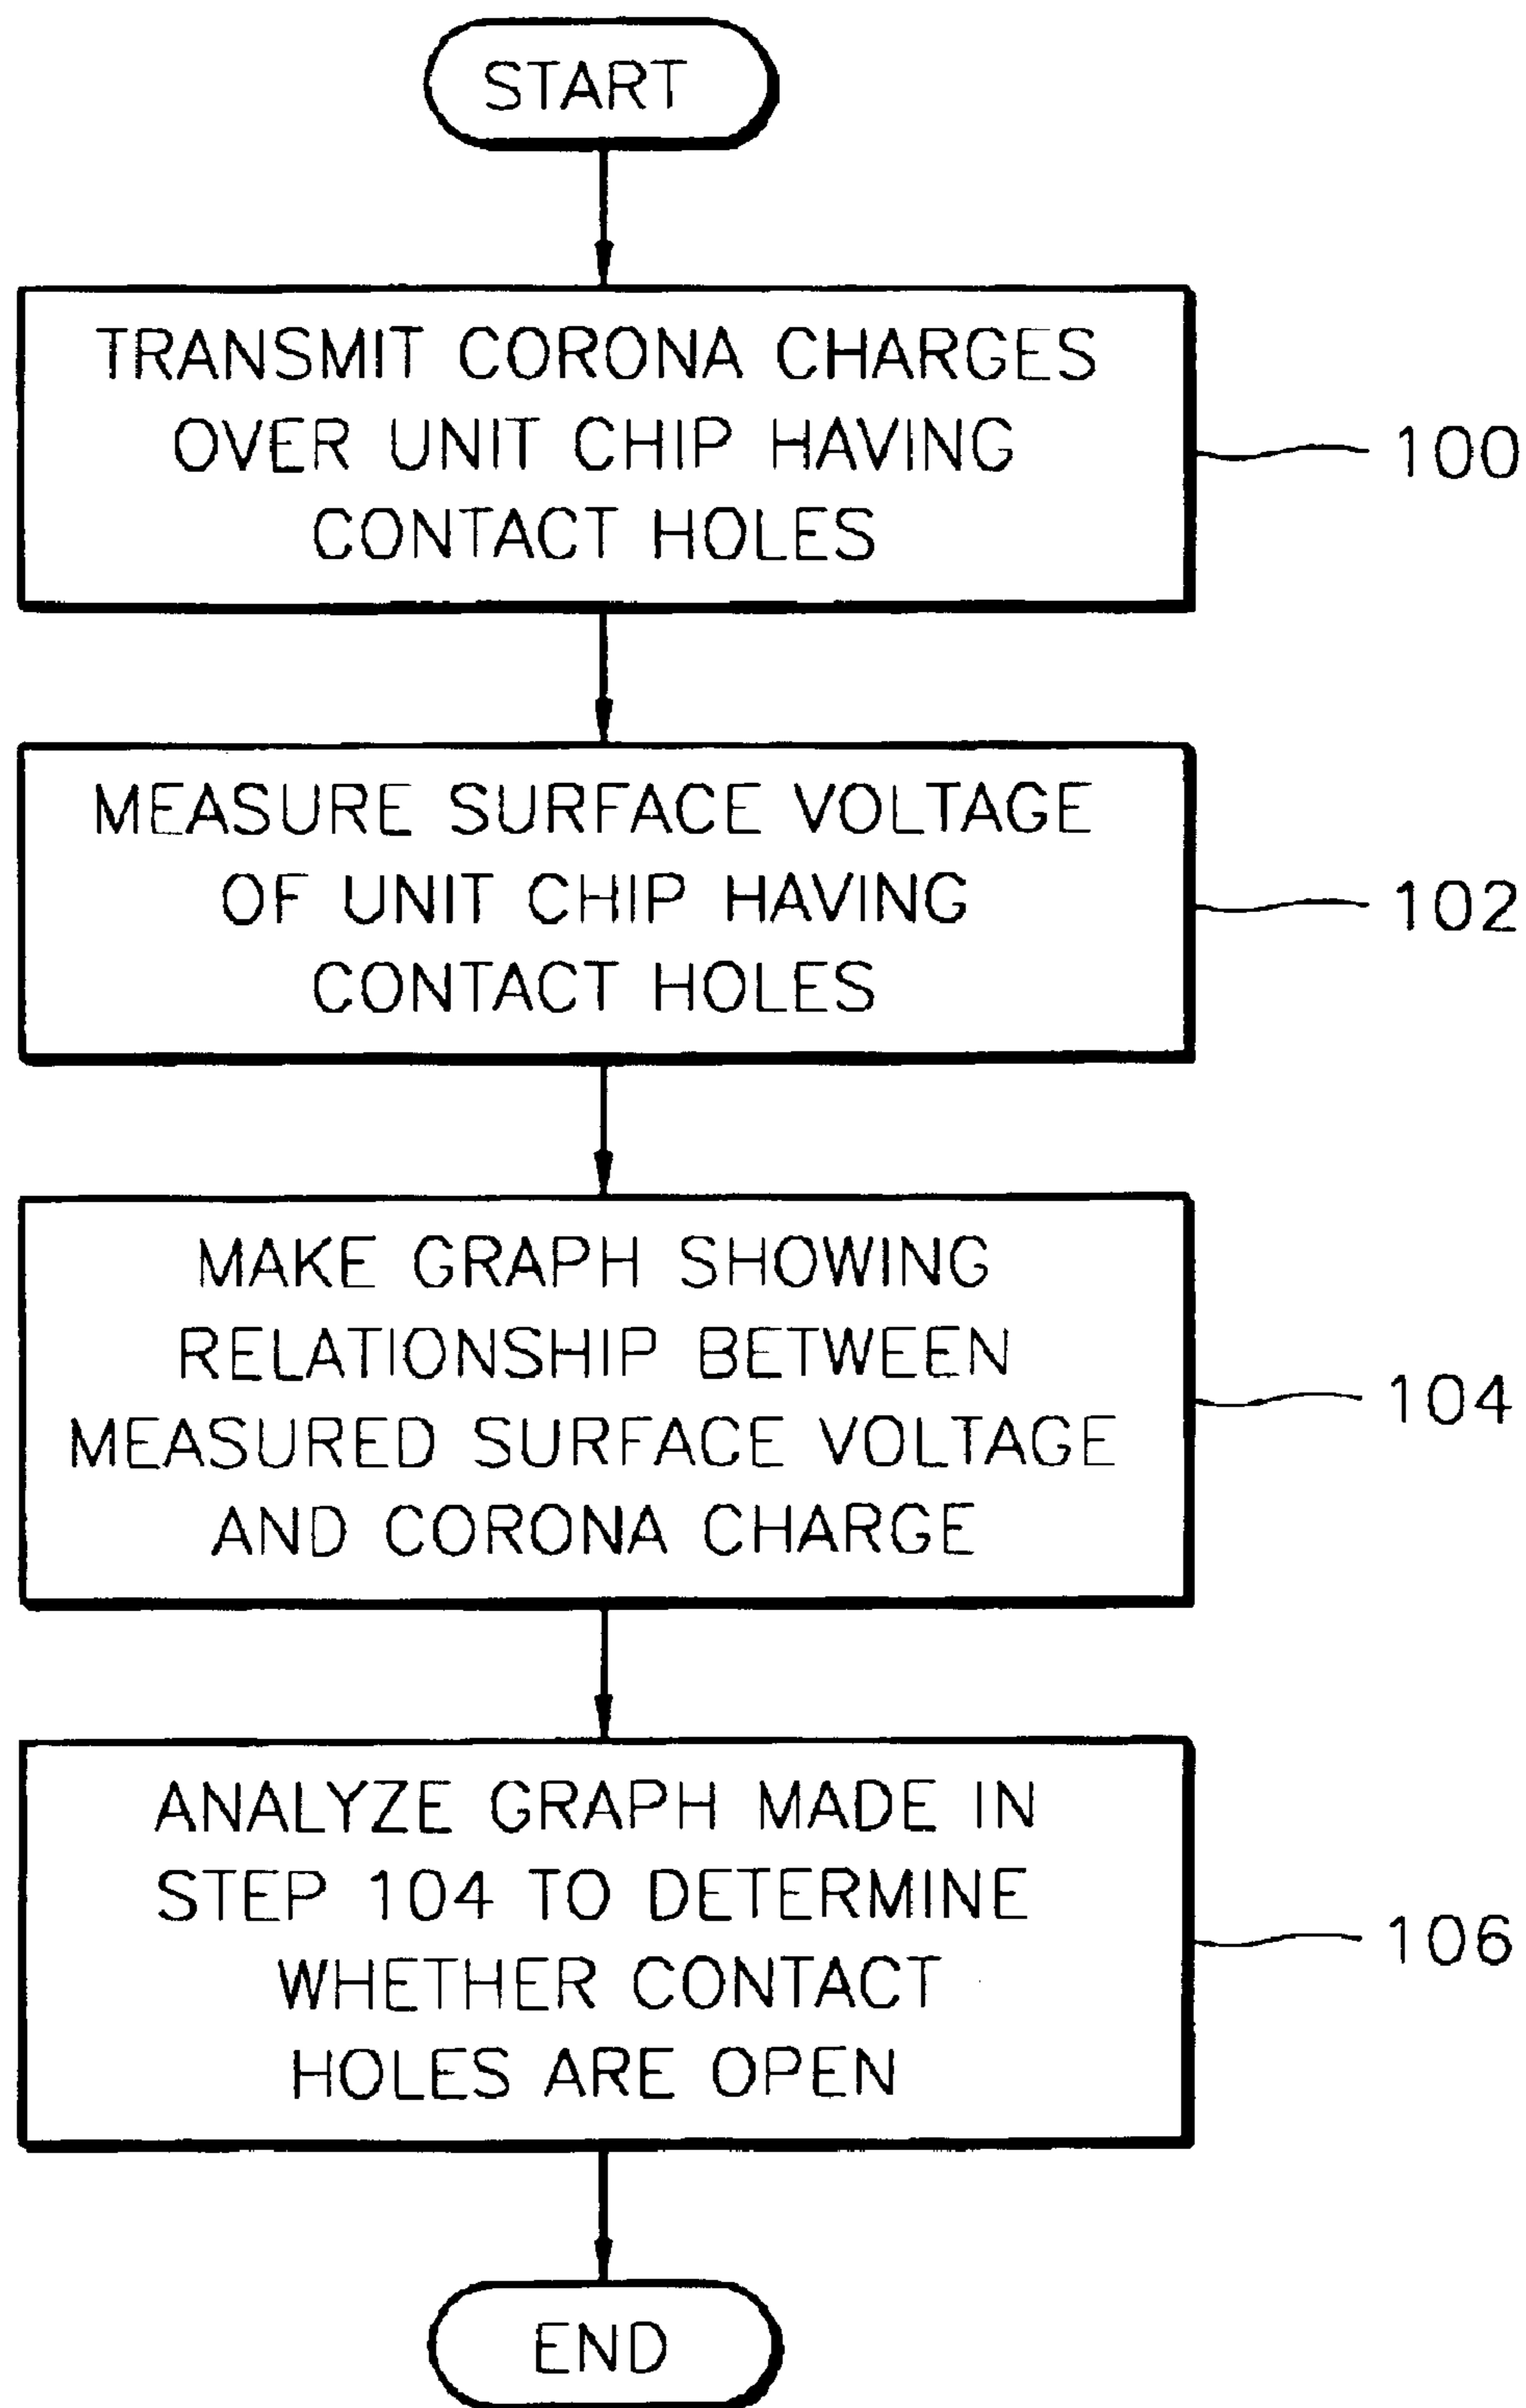 START
TRANSMIT CORONA CHARGES
OVER UNIT CHIP HAVING
CONTACT HOLES
100
MEASURE SURFACE VOLTAGE
OF UNIT CHIP HAVING
CONTACT HOLES
102
MAKE GRAPH SHOWING
RELATIONSHIP BETWEEN
MEASURED SURFACE VOLTAGE
AND CORONA CHARGE
104
ANALYZE GRAPH MADE IN
STEP 104 TO DETERMINE
WHETHER CONTACT
HOLES ARE OPEN
106
END